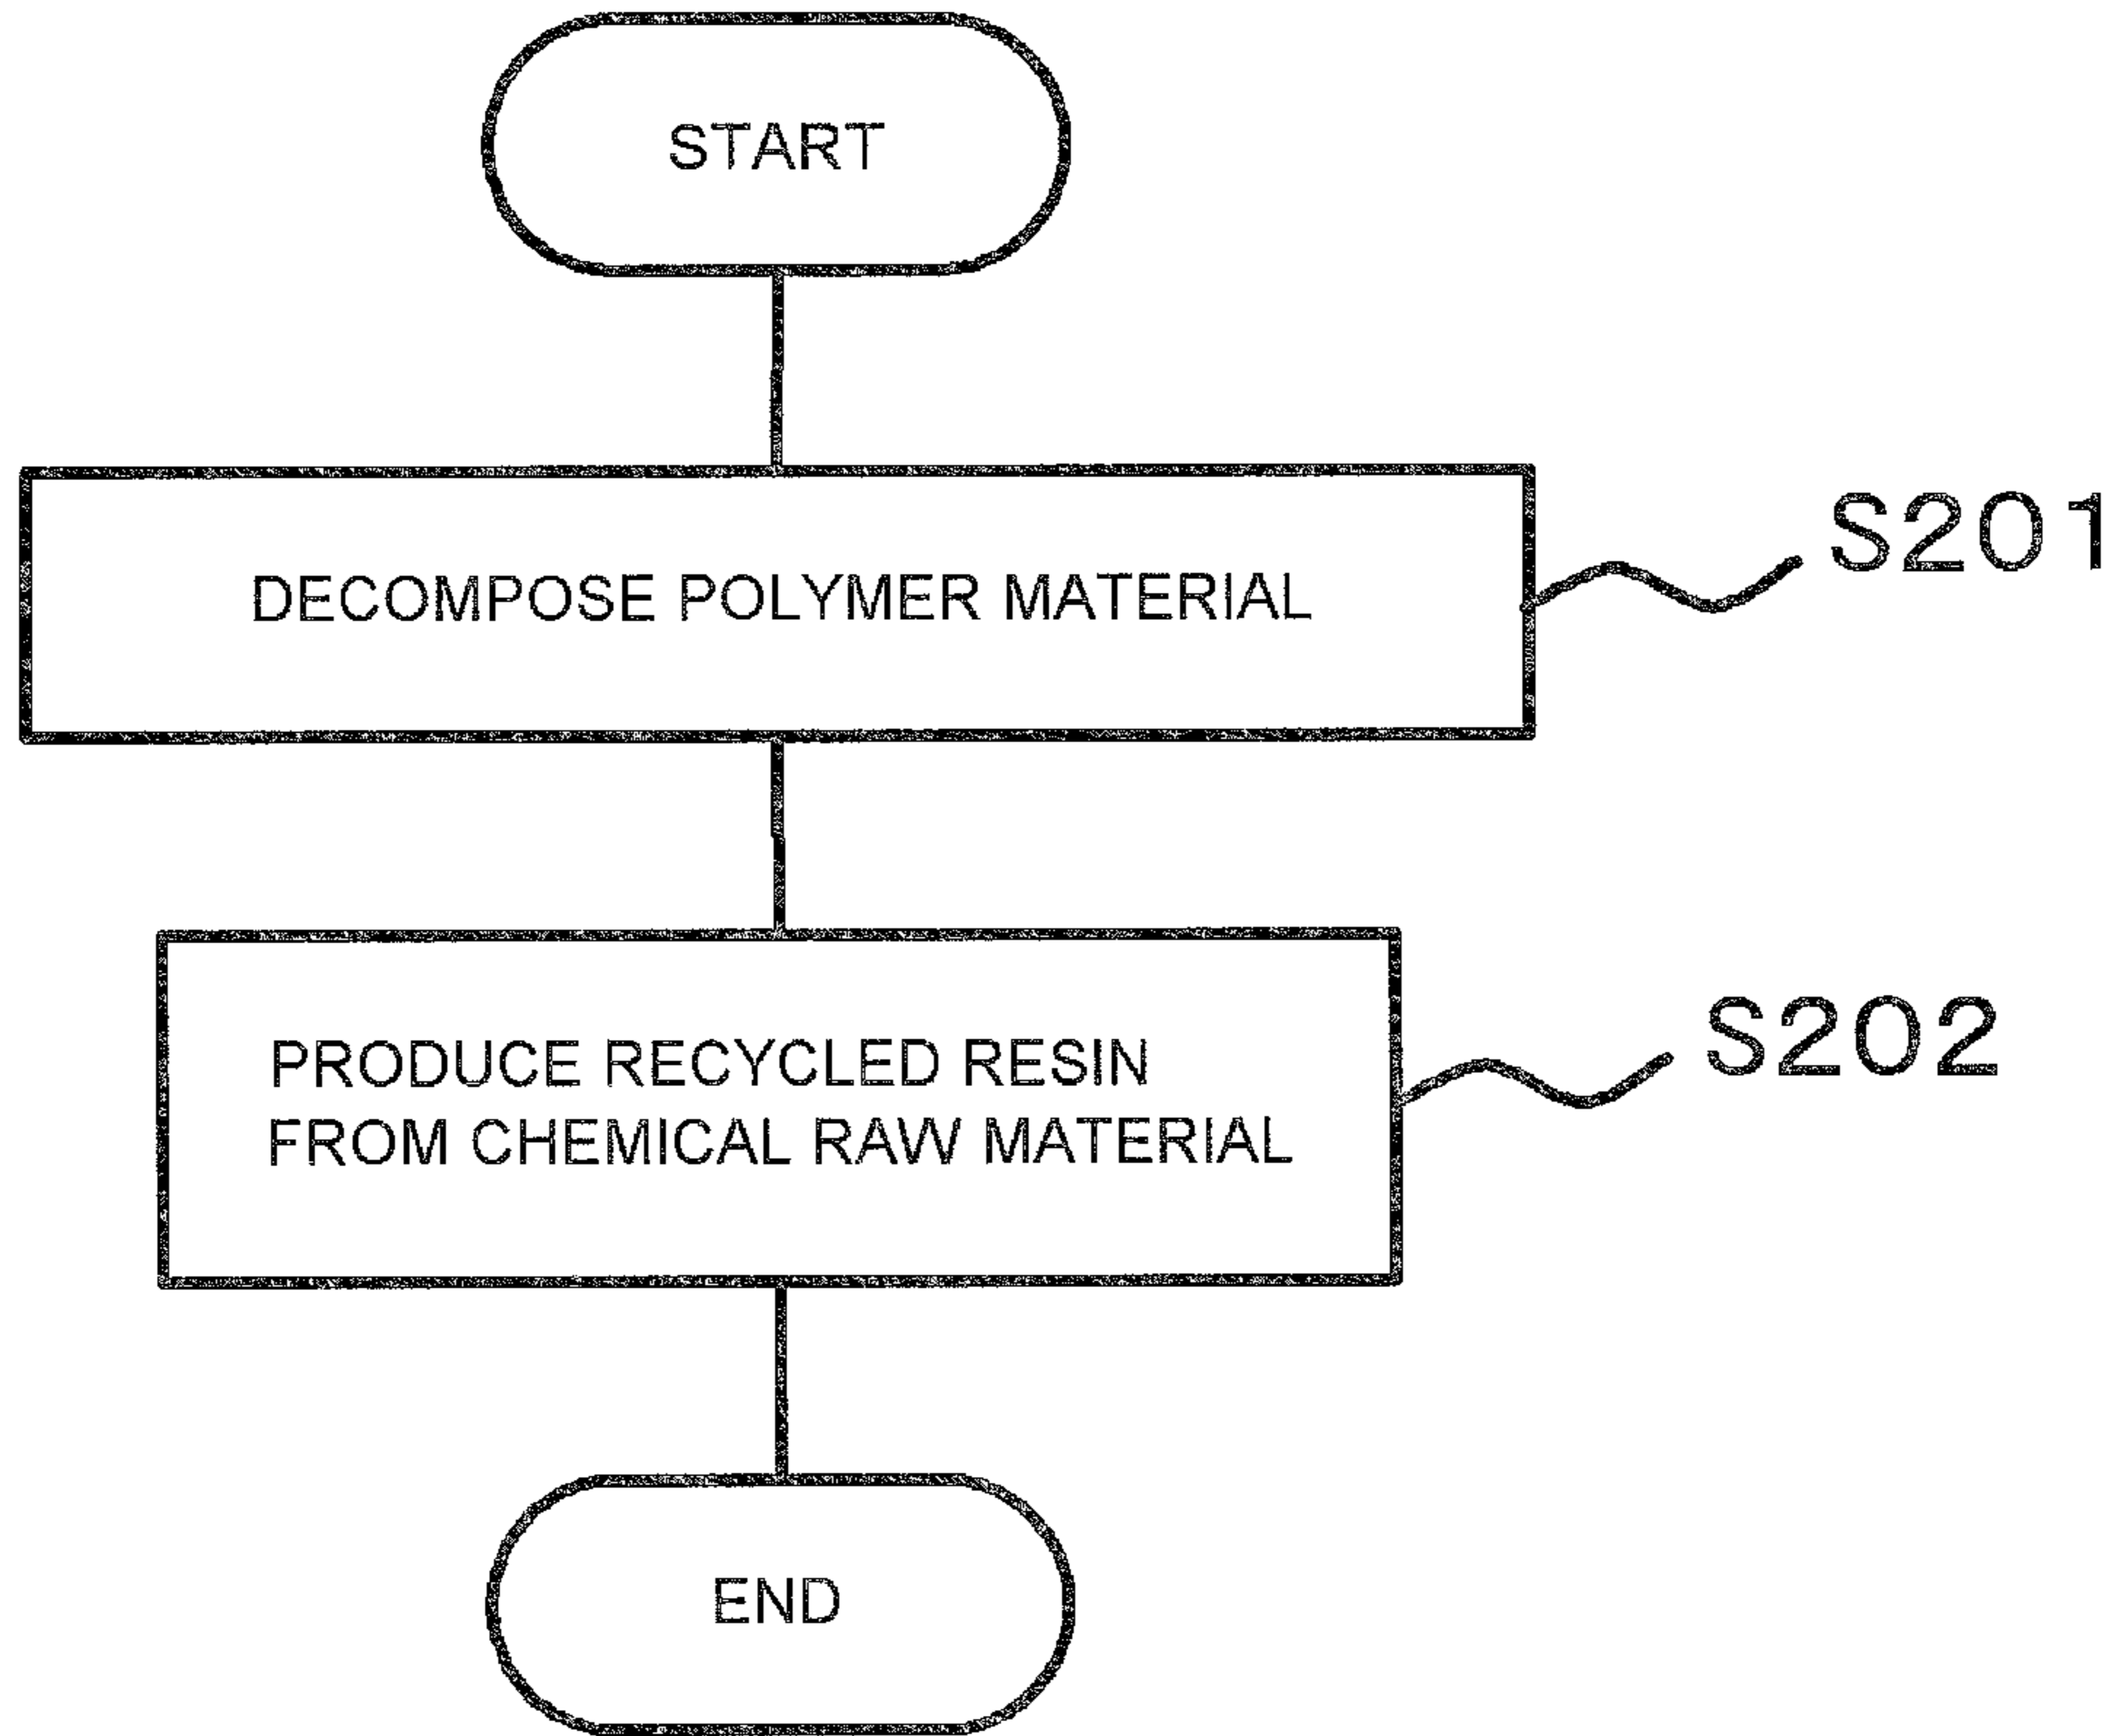 START
DECOMPOSE POLYMER MATERIAL
S201
PRODUCE RECYCLED RESIN
FROM CHEMICAL RAW MATERIAL
S202
END